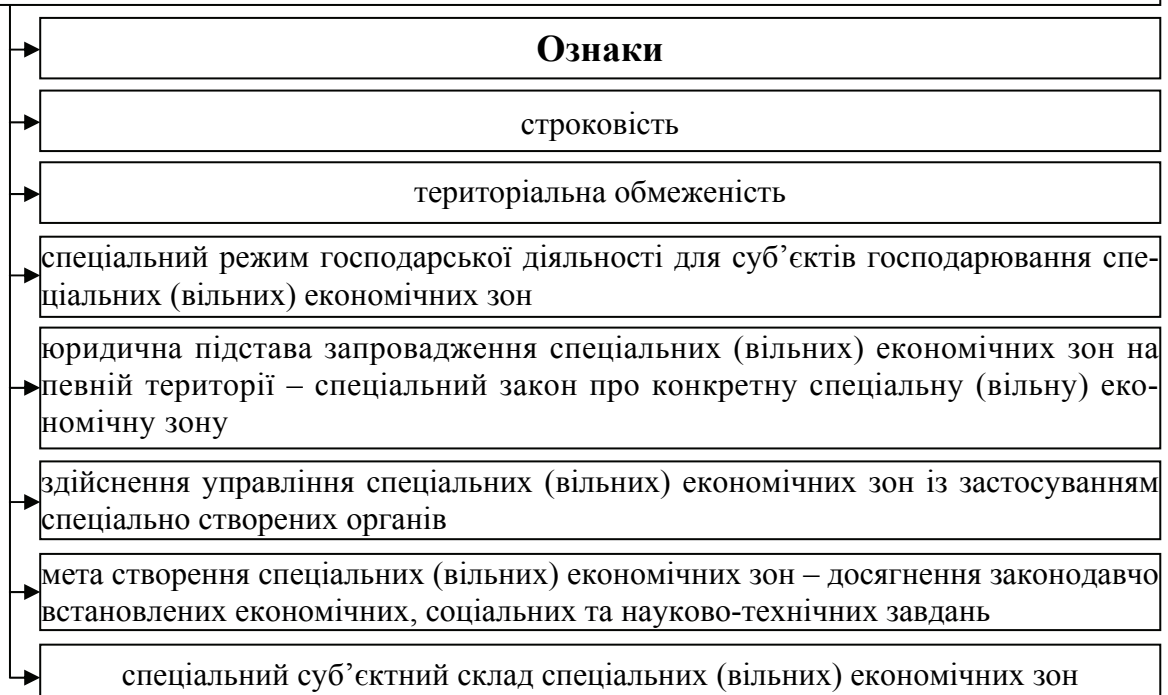 Ознаки
строковість
територіальна обмеженість
спеціальний режим господарської діяльності для суб’єктів господарювання спе-
ціальних (вільних) економічних зон
юридична підстава запровадження спеціальних (вільних) економічних зон на
певній території – спеціальний закон про конкретну спеціальну (вільну) еко-
номічну зону
здійснення управління спеціальних (вільних) економічних зон із застосуванням
спеціально створених органів
мета створення спеціальних (вільних) економічних зон – досягнення законодавчо
встановлених економічних, соціальних та науково-технічних завдань
спеціальний суб’єктний склад спеціальних (вільних) економічних зон